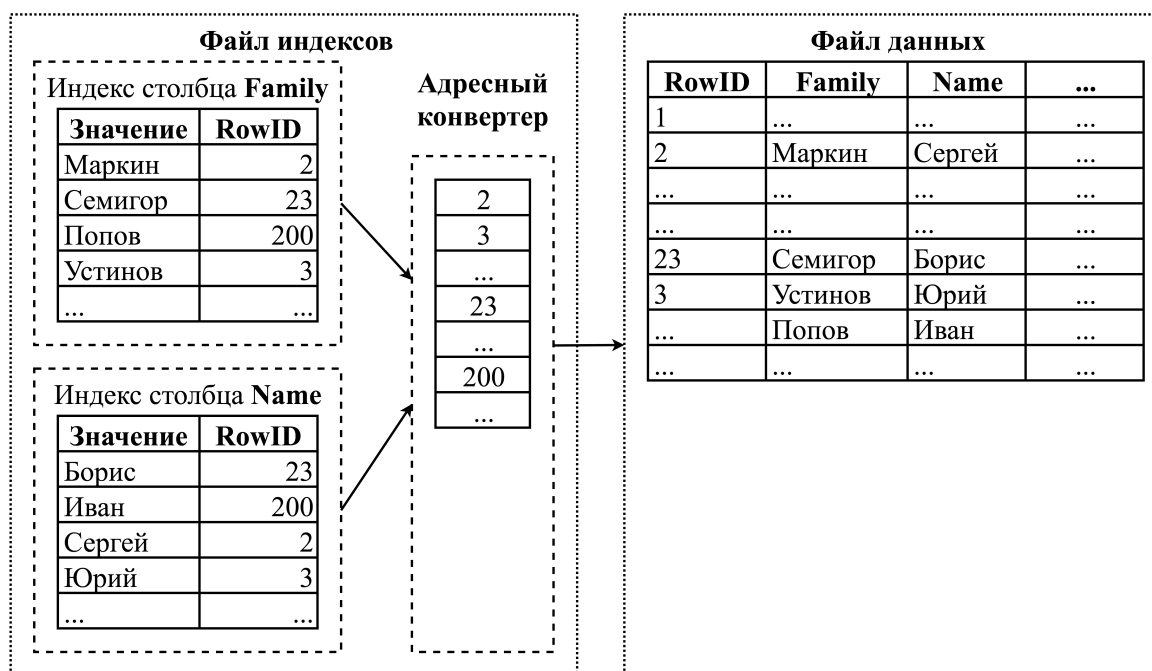 Файл индексов
Индекс столбца Family
Значение RowID
Маркин 2
Семигор 23
Попов 200
Устинов 3
... ...
Индекс столбца Name
Значение RowID
Борис 23
Иван 200
Сергей 2
Юрий 3
... ...
Адресный
конвертер
2
3
...
23
...
200
...
Файл данных
RowID Family Name ...
1 ... ... ...
2 Маркин Сергей ...
... ... ... ...
... ... ... ...
23 Семигор Борис ...
3 Устинов Юрий ...
... Попов Иван ...
... ... ... ...